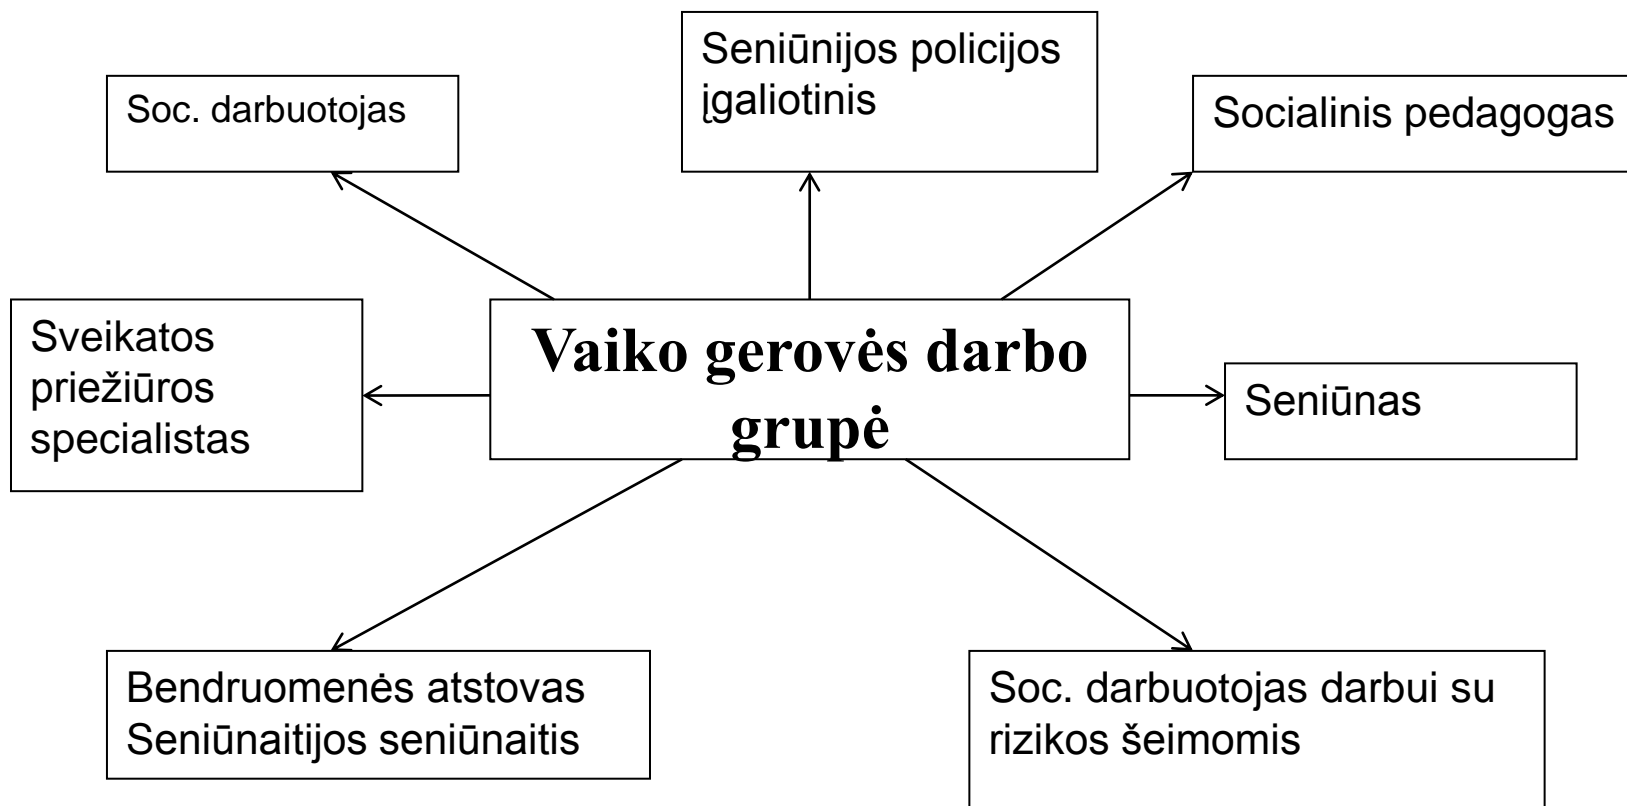 Seniūnijos policijos
įgaliotinis
Soc. darbuotojas
Socialinis pedagogas
Sveikatos
priežiūros
specialistas
Vaiko gerovės darbo
grupė
Seniūnas
Bendruomenės atstovas
Seniūnaitijos seniūnaitis
Soc. darbuotojas darbui su
rizikos šeimomis